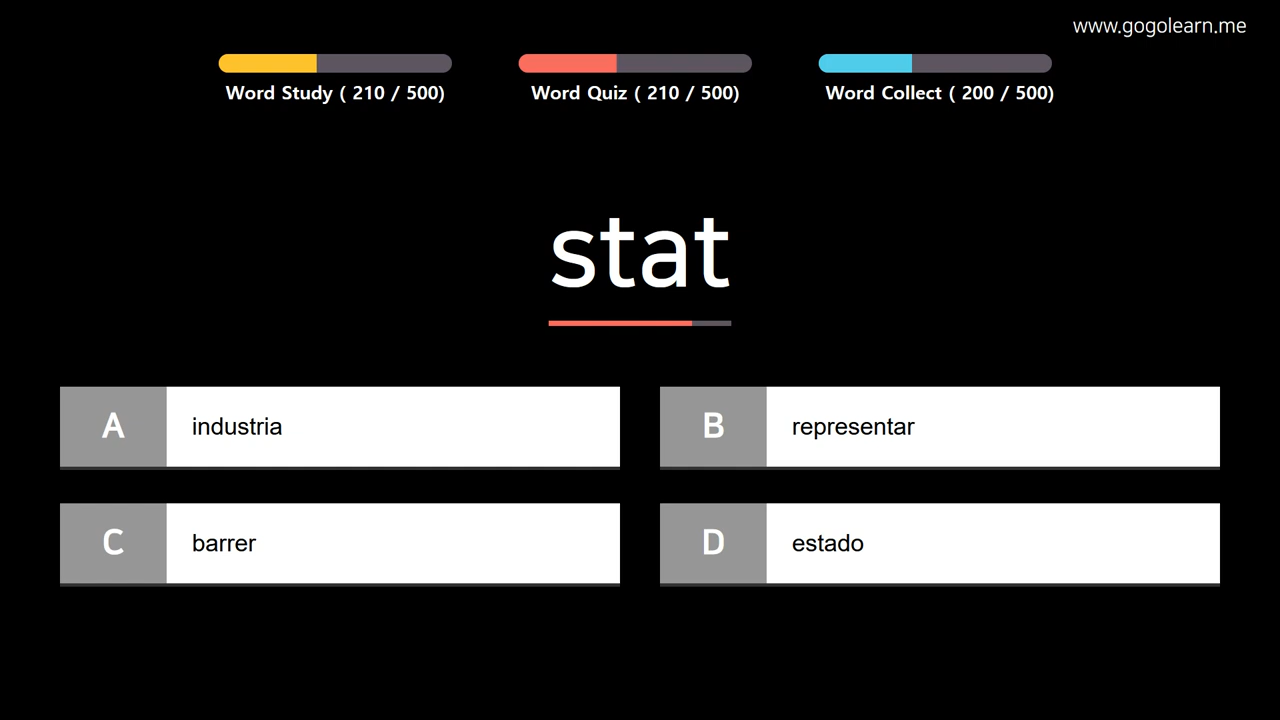 www.gogolearn.me
Word Study ( 210 / 500)
Word Quiz ( 210 / 500)
Word Collect ( 200 / 500)
stat
A
industria
B
representar
C
barrer
D
estado